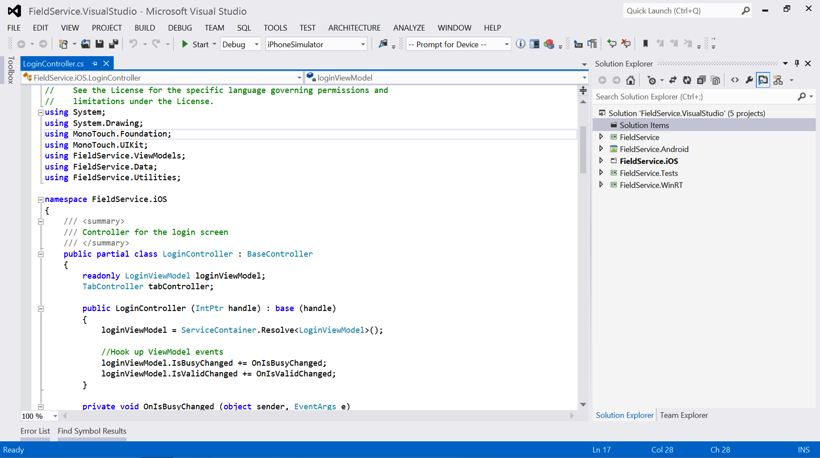 FieldService.VisualStudio - Microsoft Visual Studio
Quick Launch (Ctrl+Q)
FILE EDIT VIEW PROJECT BUILD DEBUG TEAM SQL TOOLS TEST ARCHITECTURE ANALYZE WINDOW HELP
Start Debug iPhoneSimulator -- Prompt for Device --
Toolbox
LoginController.cs
FieldService.iOS.LoginController loginViewModel
// See the License for the specific language governing permissions and
// limitations under the License.
using System;
using System.Drawing;
using MonoTouch.Foundation;
using MonoTouch.UIKit;
using FieldService.ViewModels;
using FieldService.Data;
using FieldService.Utilities;
namespace FieldService.iOS
{
/// <summary>
/// Controller for the login screen
/// </summary>
public partial class LoginController : BaseController
{
readonly LoginViewModel loginViewModel;
TabController tabController;
public LoginController (IntPtr handle) : base (handle)
{
loginViewModel = ServiceContainer.Resolve<LoginViewModel>();
//Hook up ViewModel events
loginViewModel.IsBusyChanged += OnIsBusyChanged;
loginViewModel.IsValidChanged += OnIsValidChanged;
}
private void OnIsBusyChanged (object sender, EventArgs e)
100 %
Solution Explorer
Search Solution Explorer (Ctrl+;)
Solution 'FieldService.VisualStudio' (5 projects)
Solution Items
FieldService
FieldService.Android
FieldService.iOS
FieldService.Tests
FieldService.WinRT
Solution Explorer Team Explorer
Error List Find Symbol Results
Ready Ln 17 Col 28 Ch 28 INS